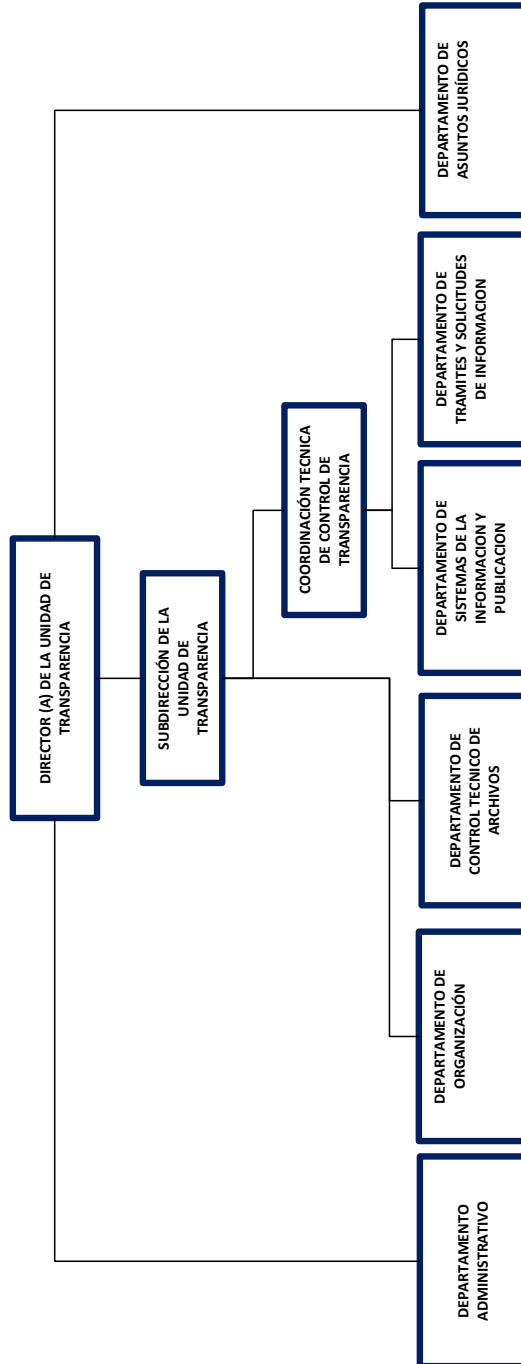 DIRECTOR (A) DE LA UNIDAD DE
TRANSPARENCIA
SUBDIRECCIÓN DE LA
UNIDAD DE
TRANSPARENCIA
COORDINACIÓN TECNICA
DE CONTROL DE
TRANSPARENCIA
DEPARTAMENTO
ADMINISTRATIVO
DEPARTAMENTO DE
ORGANIZACIÓN
DEPARTAMENTO DE
CONTROL TECNICO DE
ARCHIVOS
DEPARTAMENTO DE
SISTEMAS DE LA
INFORMACION Y
PUBLICACION
DEPARTAMENTO DE
TRAMITES Y SOLICITUDES
DE INFORMACION
DEPARTAMENTO DE
ASUNTOS JURÍDICOS